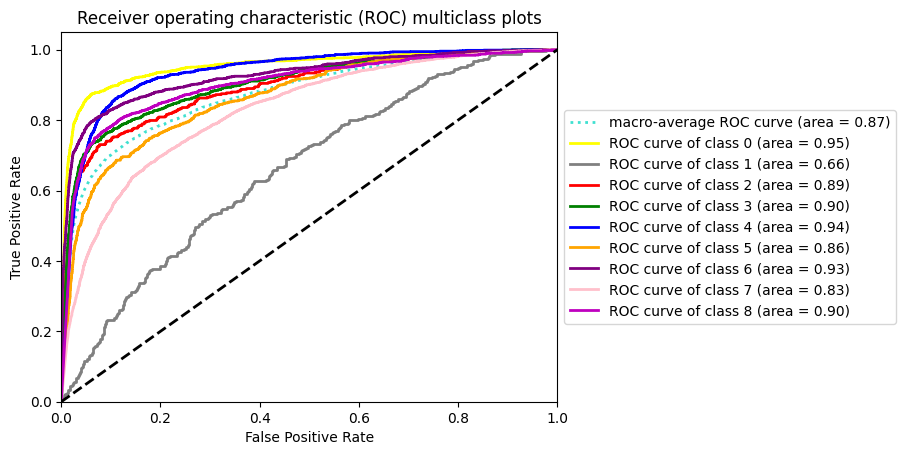 Receiver operating characteristic (ROC) multiclass plots
1.0
0.8
0.6
0.4
0.2
0.0
True Positive Rate
0.0 0.2 0.4 0.6 0.8 1.0
False Positive Rate
macro-average ROC curve (area = 0.87)
ROC curve of class 0 (area = 0.95)
ROC curve of class 1 (area = 0.66)
ROC curve of class 2 (area = 0.89)
ROC curve of class 3 (area = 0.90)
ROC curve of class 4 (area = 0.94)
ROC curve of class 5 (area = 0.86)
ROC curve of class 6 (area = 0.93)
ROC curve of class 7 (area = 0.83)
ROC curve of class 8 (area = 0.90)